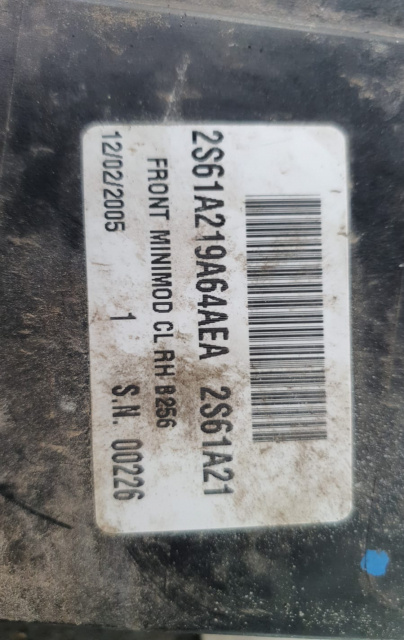 2S61A219A64AEA 2S61A21
FRONT MINIMOD CL RH B256
12/02/2005 1 S.N. 00226